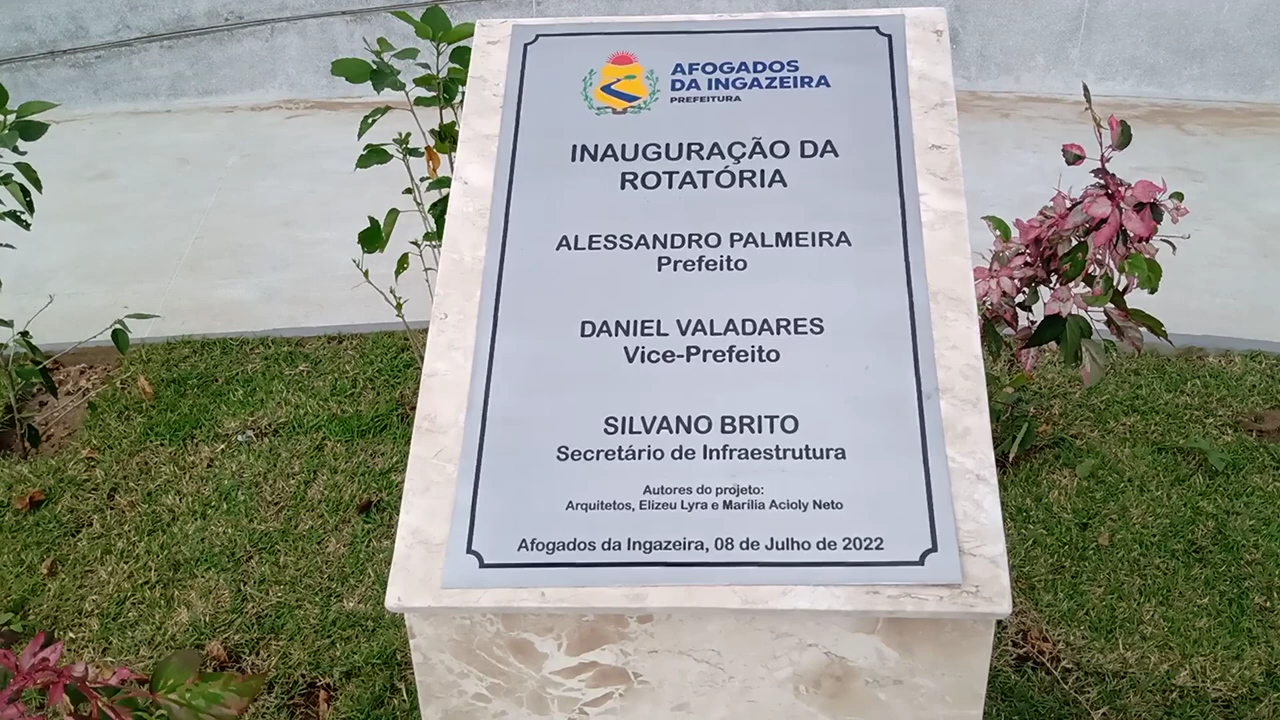 AFOGADOS
DA INGAZEIRA
PREFEITURA
INAUGURAÇÃO DA
ROTATÓRIA
ALESSANDRO PALMEIRA
Prefeito
DANIEL VALADARES
Vice-Prefeito
SILVANO BRITO
Secretário de Infraestrutura
Autores do projeto:
Arquitetos, Elizeu Lyra e Marília Acioly Neto
Afogados da Ingazeira, 08 de Julho de 2022